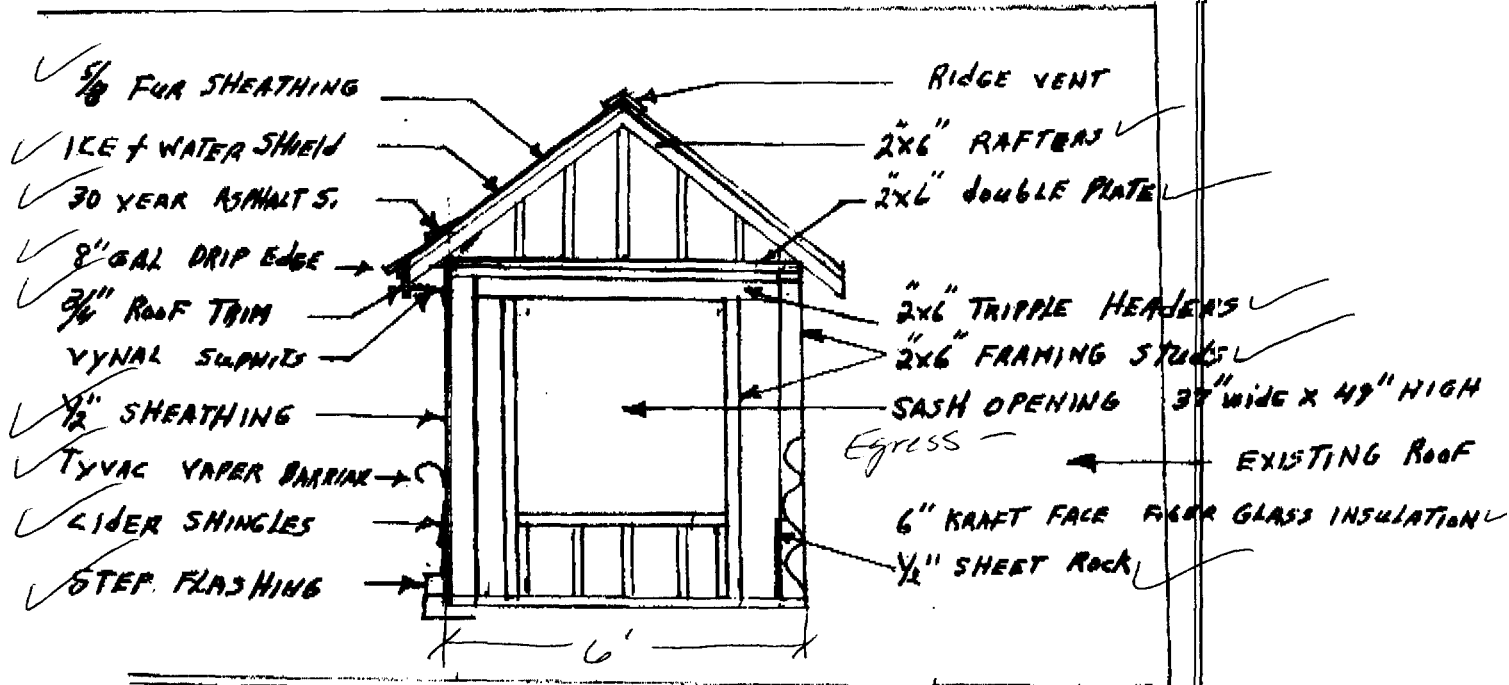 5/8 FUR SHEATHING
ICE + WATER SHIELD
30 YEAR ASPHALT S.
8" GAL DRIP EdGE
3/4" ROOF TRIM
VYNAL SUPHITS
1/2" SHEATHING
TYVAC VAPER BARRIAR
CIDER SHINGLES
STEP FLASHING
RIDGE VENT
2"x6" RAFTERS
2"x6" doubLE PLATE
2"x6" TRIPPLE HEADERS
2"x6" FRAMING STUdS
SASH OPENING 37" widE X 49" HIGH
Egress -
EXISTING ROOF
6" KRAFT FACE FIBER GLASS INSULATION
1/2" SHEET ROCK
6'